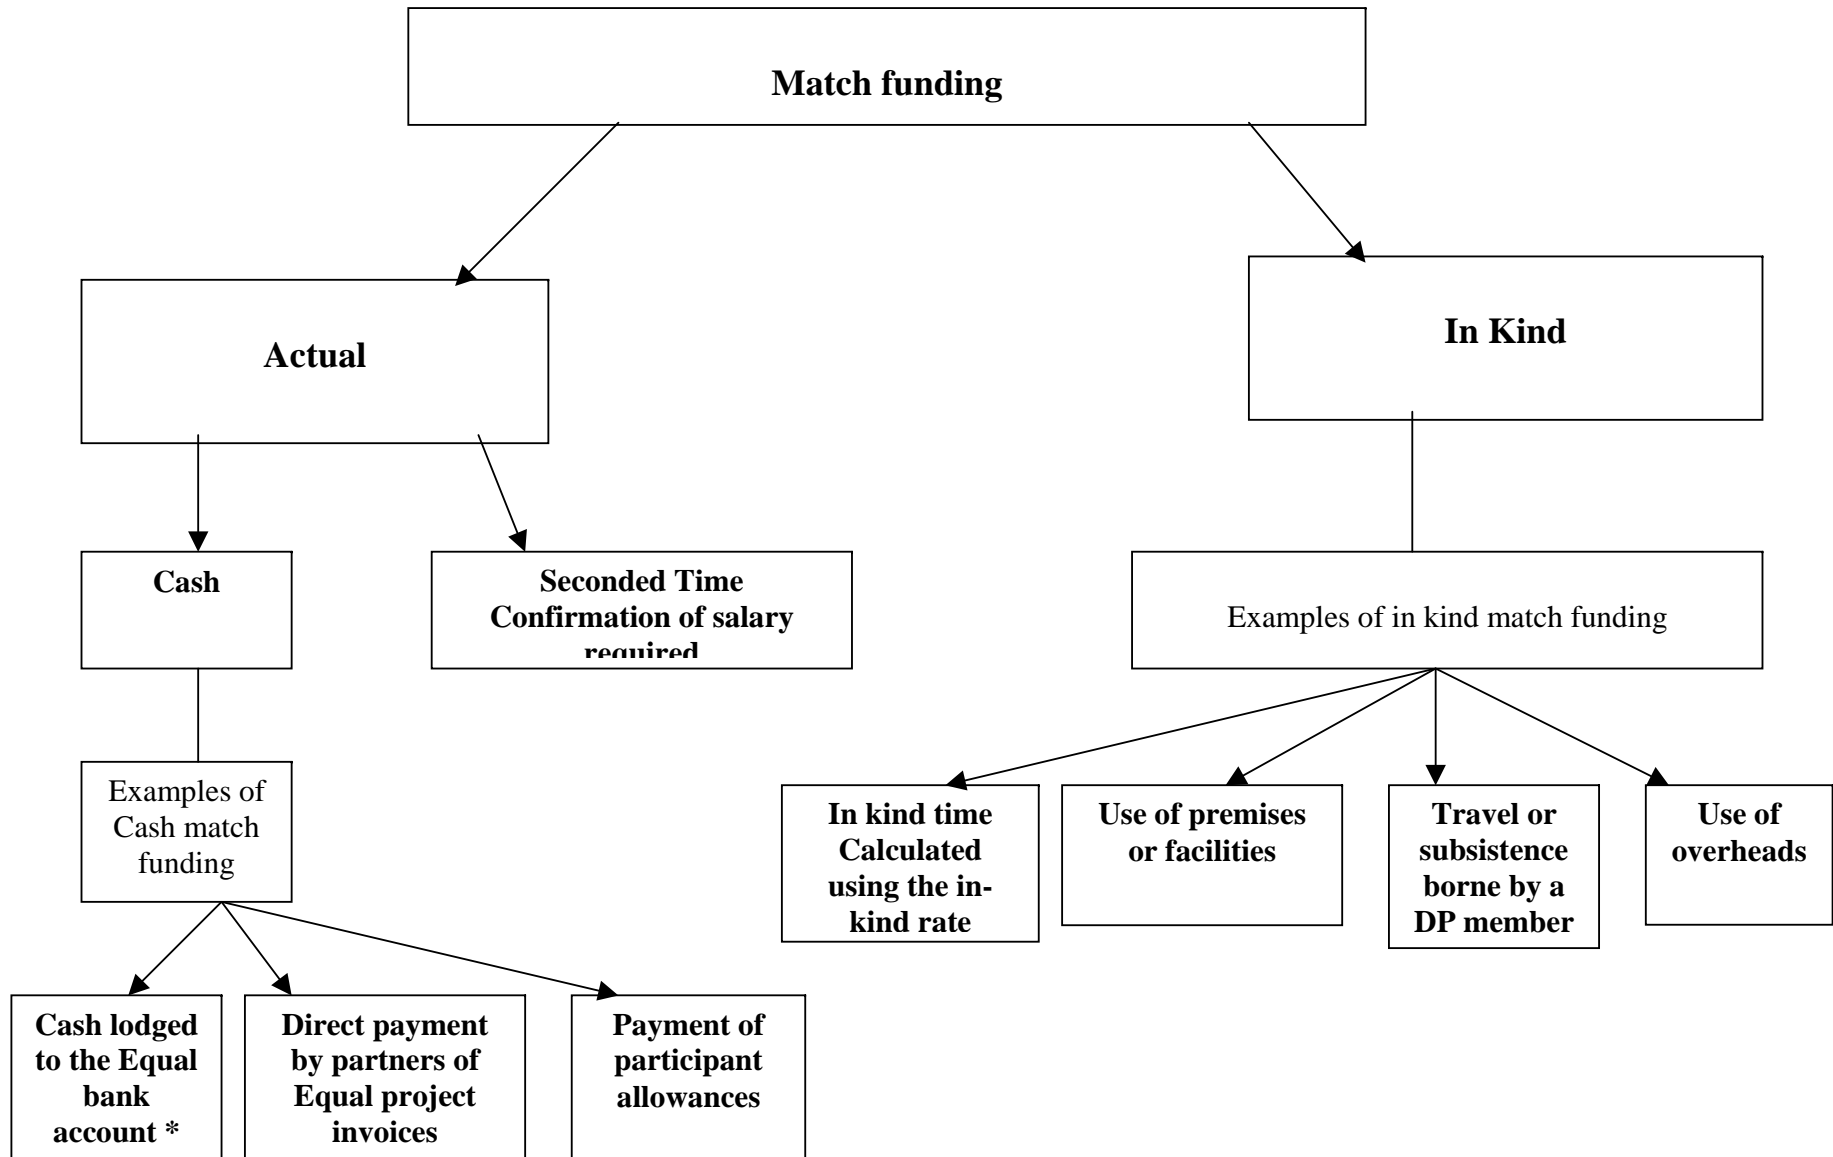 Match funding
Actual
In Kind
Cash
Seconded Time
Confirmation of salary
required
Examples of in kind match funding
Examples of
Cash match
funding
In kind time
Calculated
using the in-
kind rate
Use of premises
or facilities
Travel or
subsistence
borne by a
DP member
Use of
overheads
Cash lodged
to the Equal
bank
account *
Direct payment
by partners of
Equal project
invoices
Payment of
participant
allowances